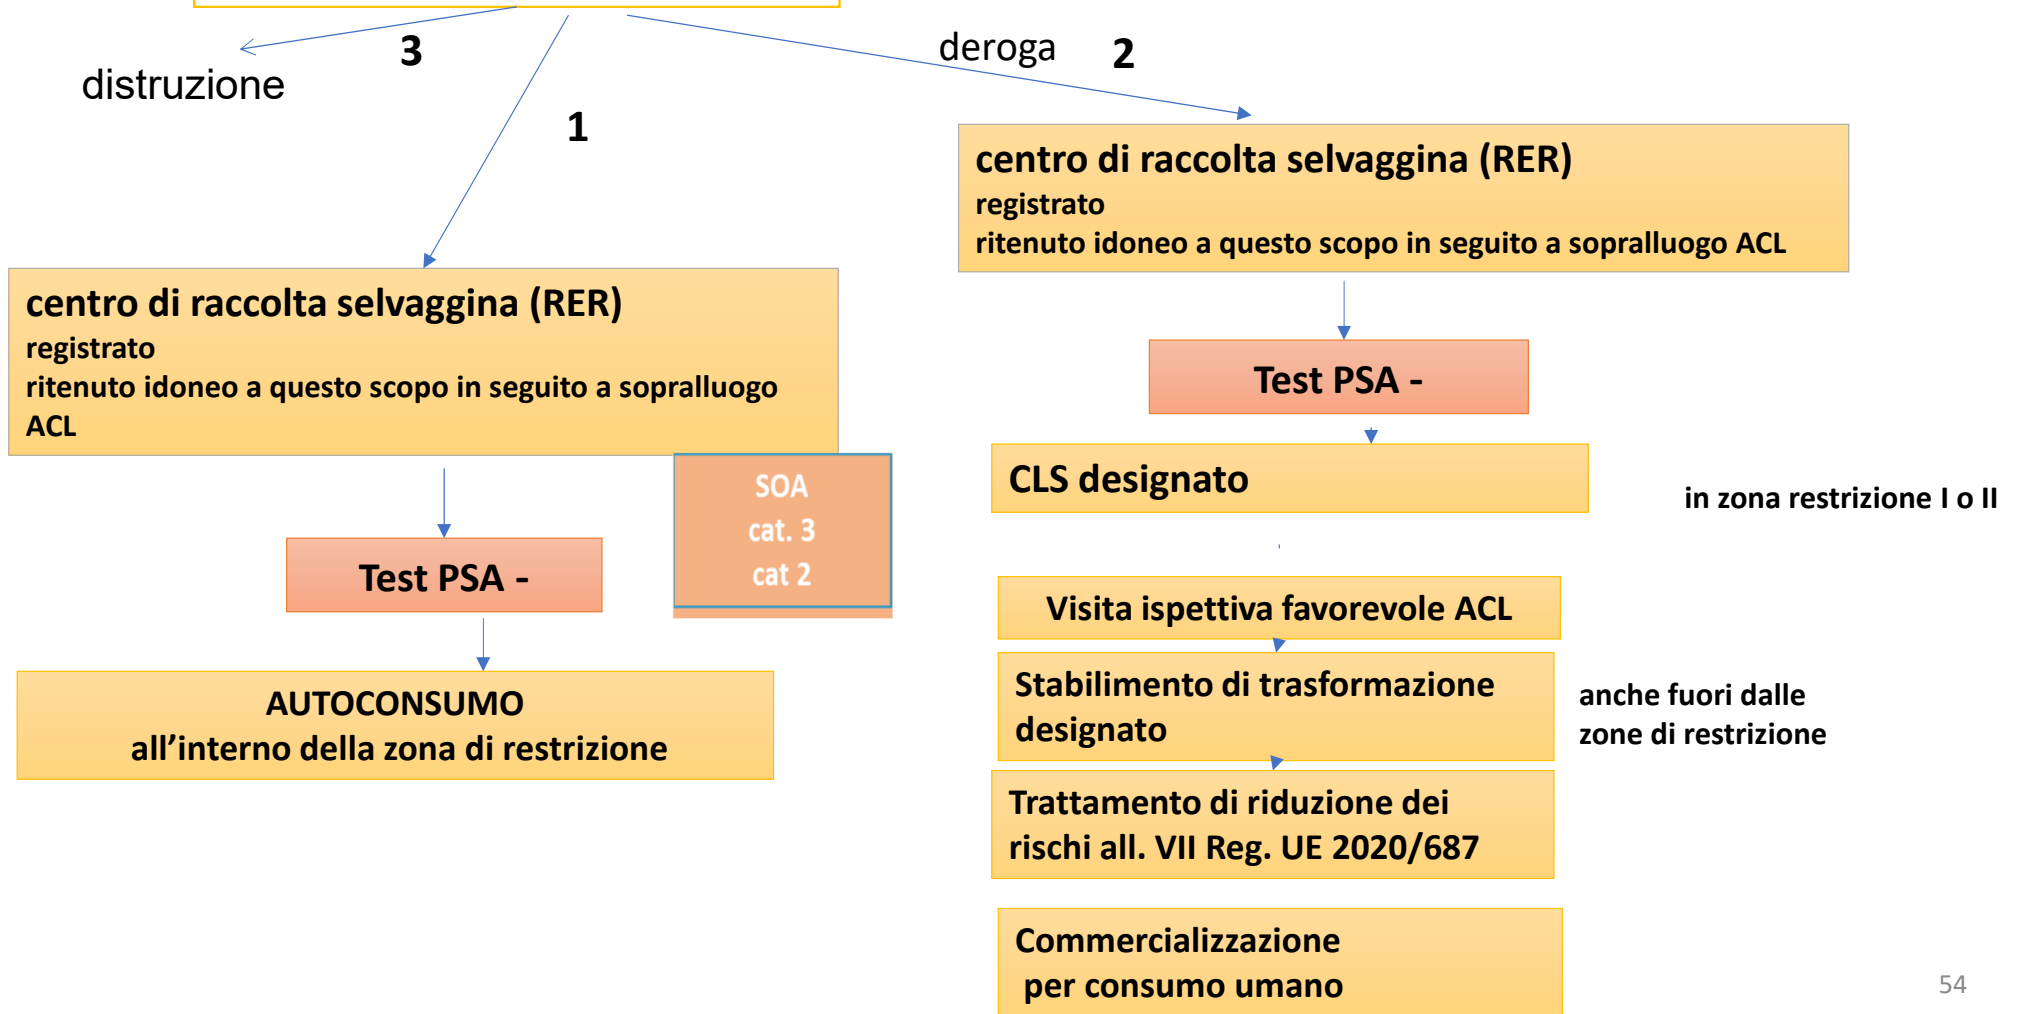 distruzione
3
1
deroga
2
centro di raccolta selvaggina (RER)
registrato
ritenuto idoneo a questo scopo in seguito a sopralluogo
ACL
SOA
cat. 3
cat 2
Test PSA -
AUTOCONSUMO
all’interno della zona di restrizione
centro di raccolta selvaggina (RER)
registrato
ritenuto idoneo a questo scopo in seguito a sopralluogo ACL
Test PSA -
CLS designato
in zona restrizione I o II
Visita ispettiva favorevole ACL
Stabilimento di trasformazione
designato
anche fuori dalle
zone di restrizione
Trattamento di riduzione dei
rischi all. VII Reg. UE 2020/687
Commercializzazione
per consumo umano
54